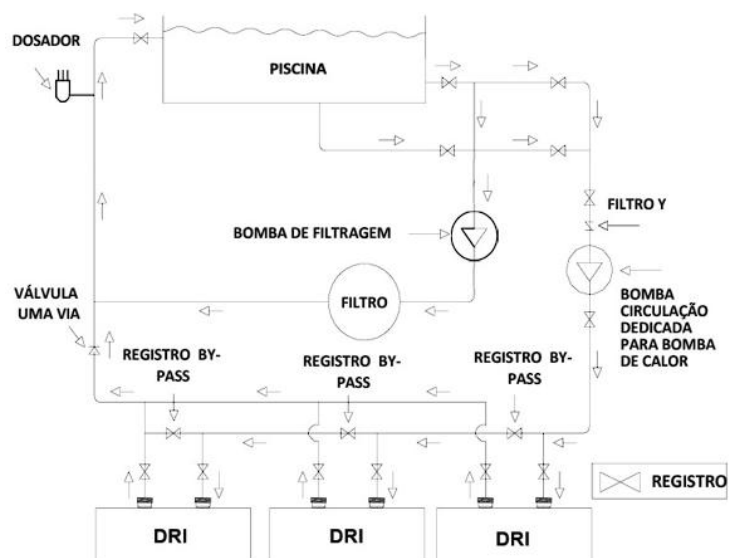 DOSADOR
PISCINA
BOMBA DE FILTRAGEM
FILTRO Y
FILTRO
VÁLVULA
UMA VIA
BOMBA
CIRCULAÇÃO
DEDICADA
PARA BOMBA
DE CALOR
REGISTRO BY-
PASS
REGISTRO BY-
PASS
REGISTRO BY-
PASS
REGISTRO
DRI
DRI
DRI